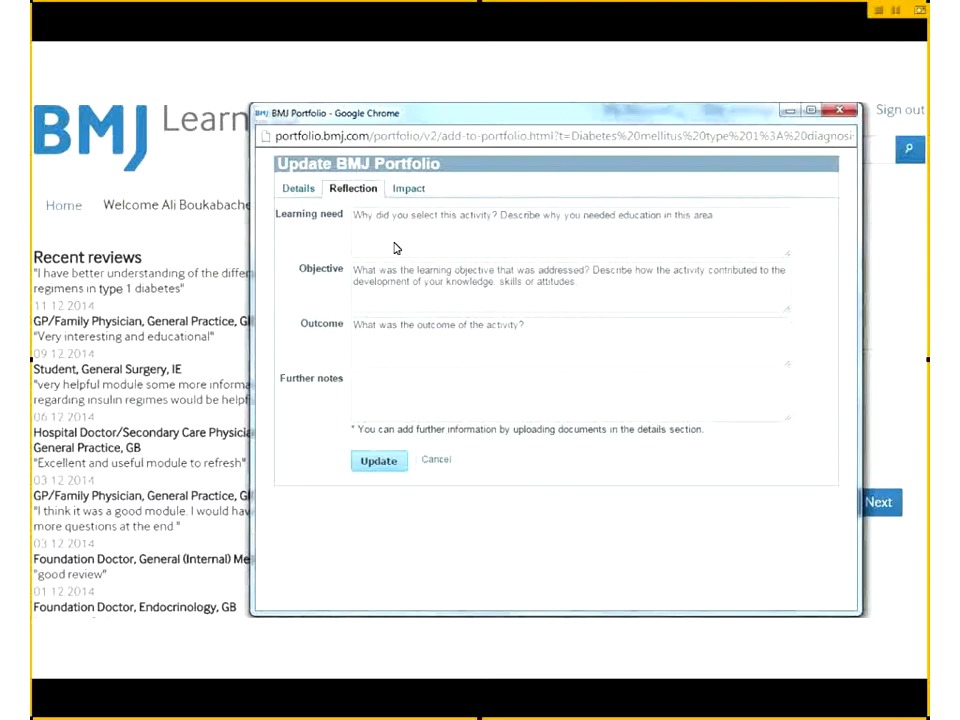 BMJ Learn
Sign out
Home Welcome Ali Boukabache
Recent reviews
"I have better understanding of the differ
regimens in type 1 diabetes"
11 12 2014
GP/Family Physician, General Practice, G
"Very interesting and educational"
09 12 2014
Student, General Surgery, IE
"very helpful module some more informa
regarding insulin regimes would be helpf
06 12 2014
Hospital Doctor/Secondary Care Physicia
General Practice, GB
"Excellent and useful module to refresh"
03 12 2014
GP/Family Physician, General Practice, G
"I think it was a good module. I would hav
more questions at the end."
03 12 2014
Foundation Doctor, General (Internal) Me
"good review"
01 12 2014
Foundation Doctor, Endocrinology, GB
BMJ BMJ Portfolio - Google Chrome
portfolio.bmj.com/portfolio/v2/add-to-portfolio.html?t=Diabetes%20mellitus%20type%201%3A%20diagnosi
Update BMJ Portfolio
Details Reflection Impact
Learning need Why did you select this activity? Describe why you needed education in this area
Objective What was the learning objective that was addressed? Describe how the activity contributed to the
development of your knowledge, skills or attitudes.
Outcome What was the outcome of the activity?
Further notes
* You can add further information by uploading documents in the details section.
Update Cancel
Next